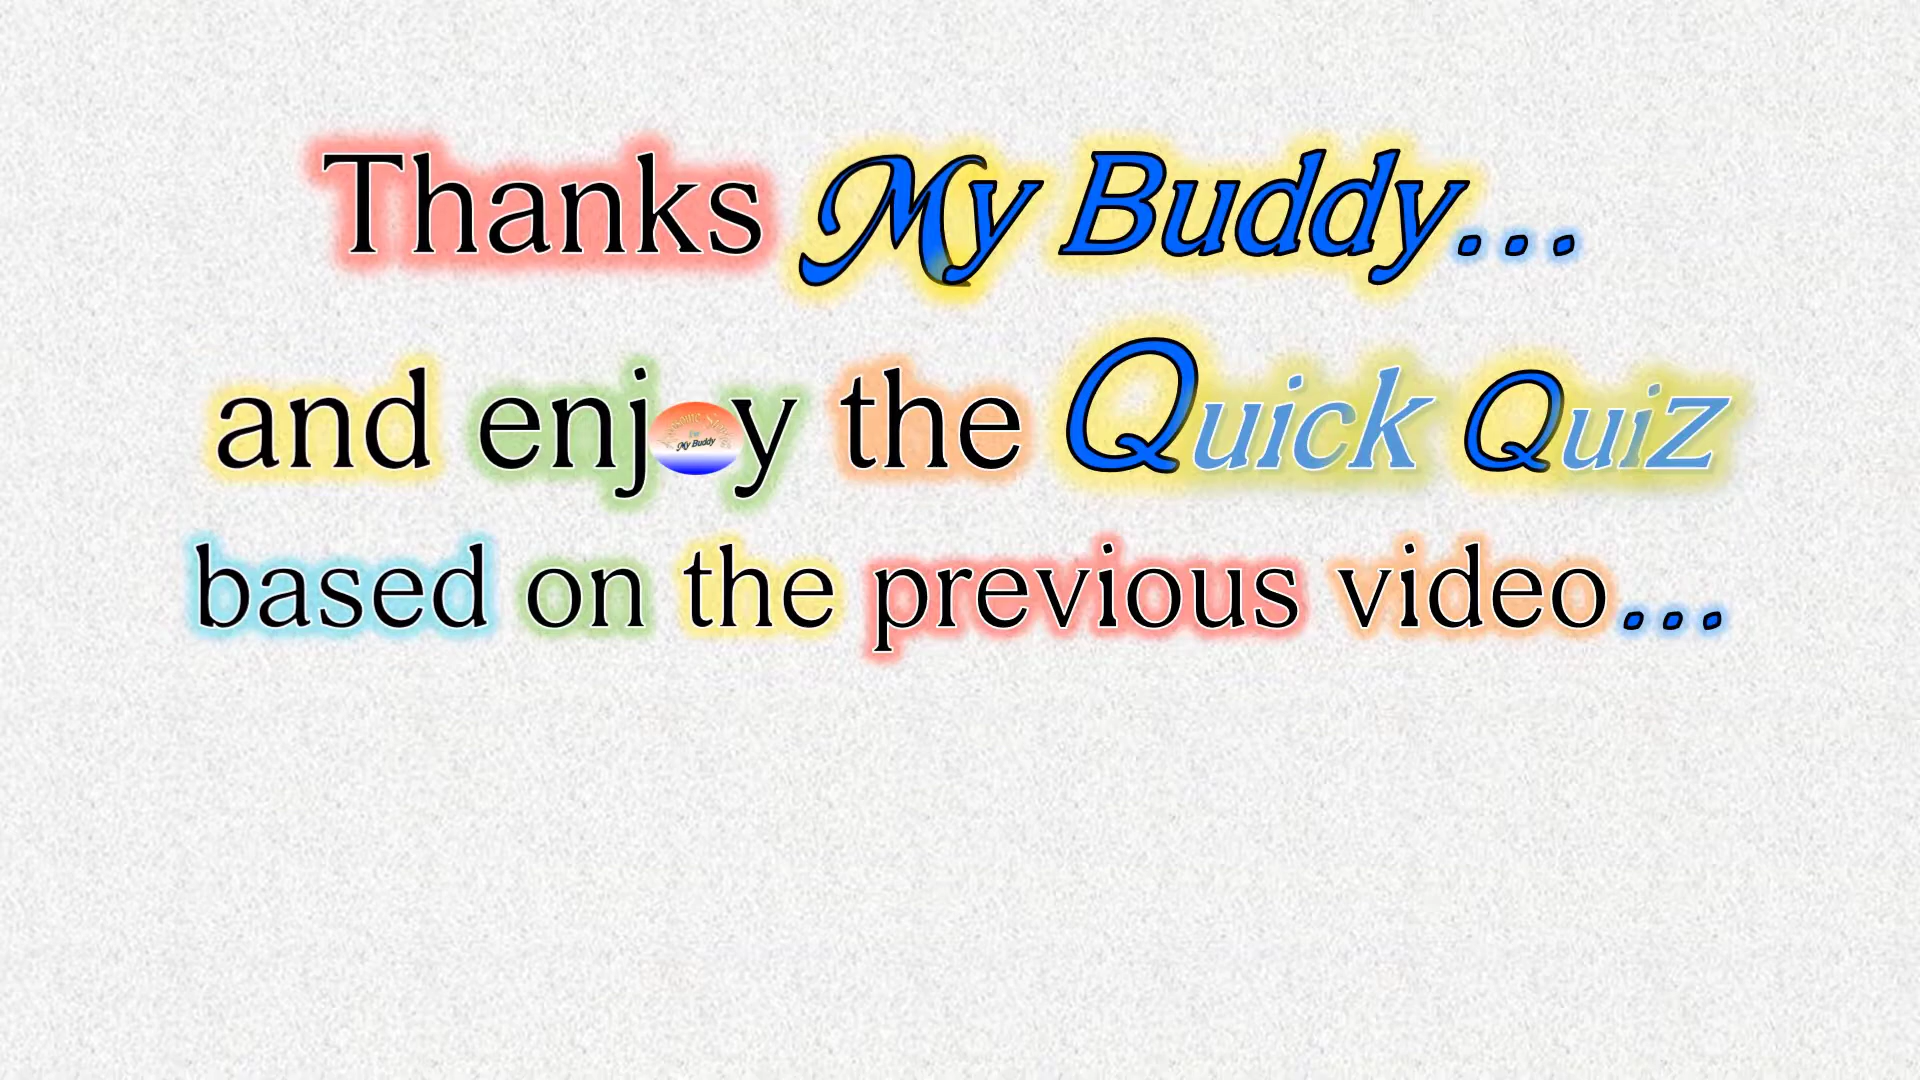 Thanks My Buddy...
and enjoy the Quick Quiz
based on the previous video...